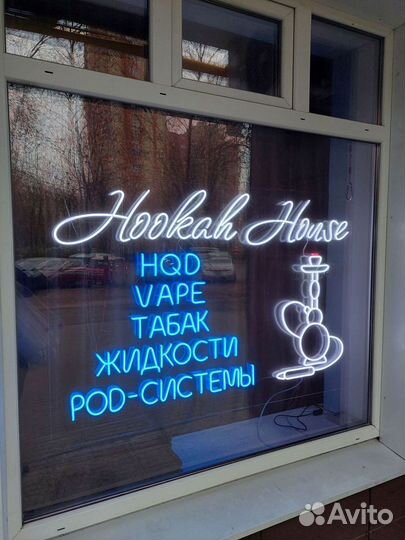 Hookah House
HQD
VAPE
ТАБАК
ЖИДКОСТИ
POD-СИСТЕМЫ
Avito